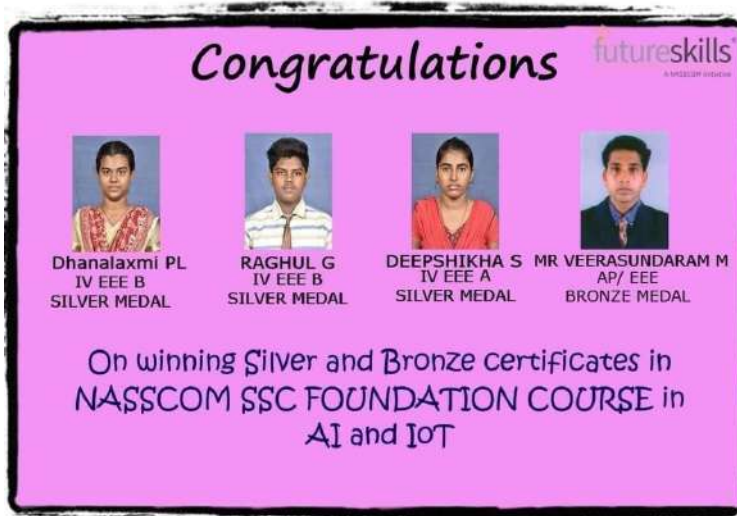 Congratulations
futureskills
A NASSCOM Initiative
Dhanalaxmi PL
IV EEE B
SILVER MEDAL
RAGHUL G
IV EEE B
SILVER MEDAL
DEEPSHIKHA S
IV EEE A
SILVER MEDAL
MR VEERASUNDARAM M
AP/ EEE
BRONZE MEDAL
On winning Silver and Bronze certificates in
NASSCOM SSC FOUNDATION COURSE in
AI and IoT